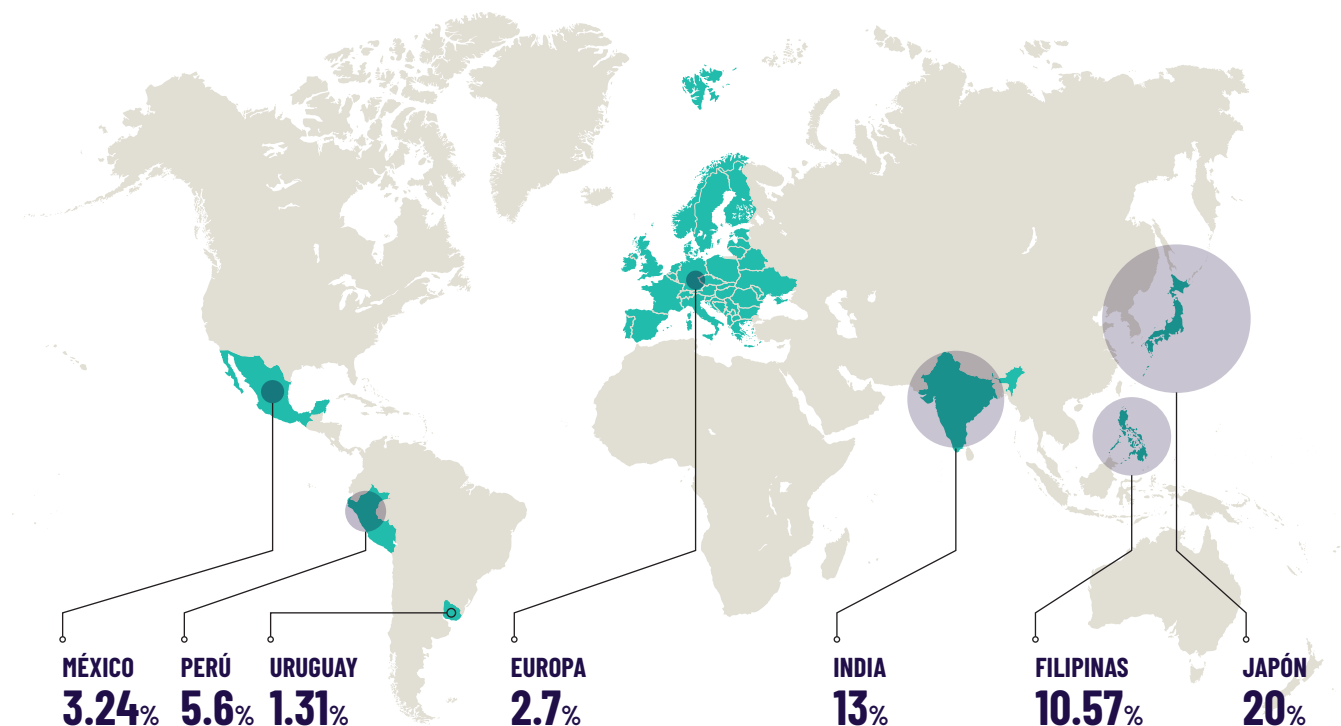 MÉXICO
3.24%
PERÚ
5.6%
URUGUAY
1.31%
EUROPA
2.7%
INDIA
13%
FILIPINAS
10.57%
JAPÓN
20%